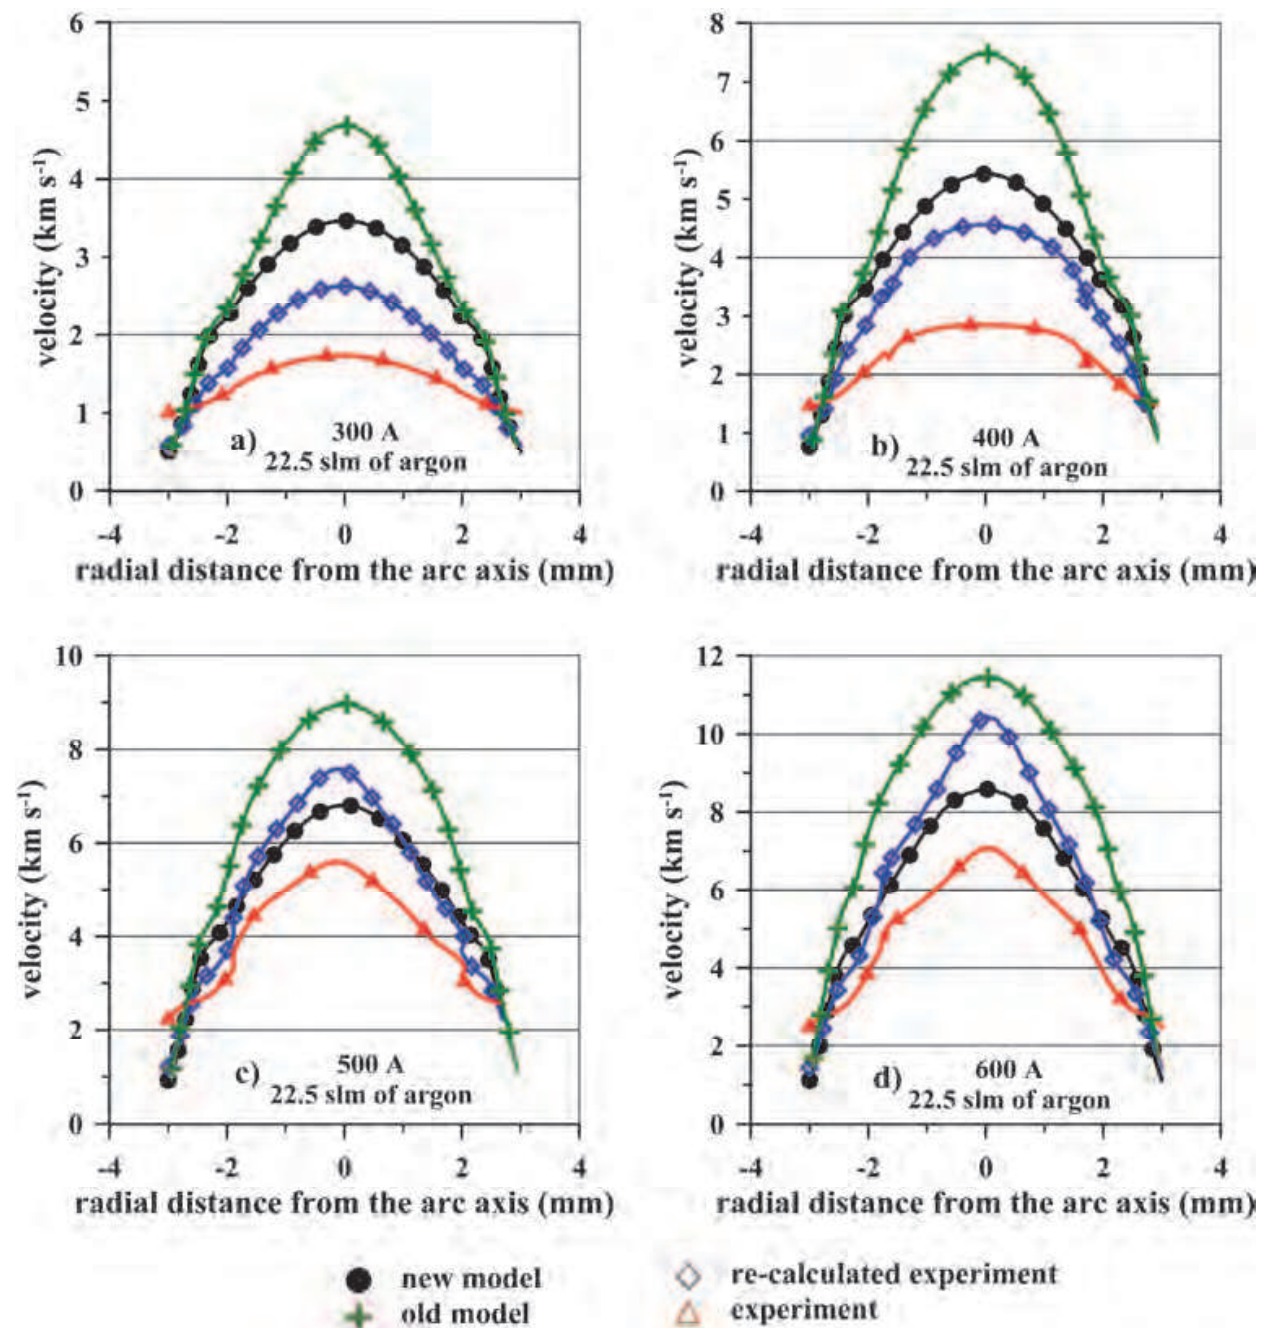 6
5
4
3
2
1
0
velocity (km s-1)
a)
300 A
22.5 slm of argon
-4 -2 0 2 4
radial distance from the arc axis (mm)
8
7
6
5
4
3
2
1
0
velocity (km s-1)
b)
400 A
22.5 slm of argon
-4 -2 0 2 4
radial distance from the arc axis (mm)
10
8
6
4
2
0
velocity (km s-1)
c)
500 A
22.5 slm of argon
-4 -2 0 2 4
radial distance from the arc axis (mm)
12
10
8
6
4
2
0
velocity (km s-1)
d)
600 A
22.5 slm of argon
-4 -2 0 2 4
radial distance from the arc axis (mm)
new model
old model
re-calculated experiment
experiment